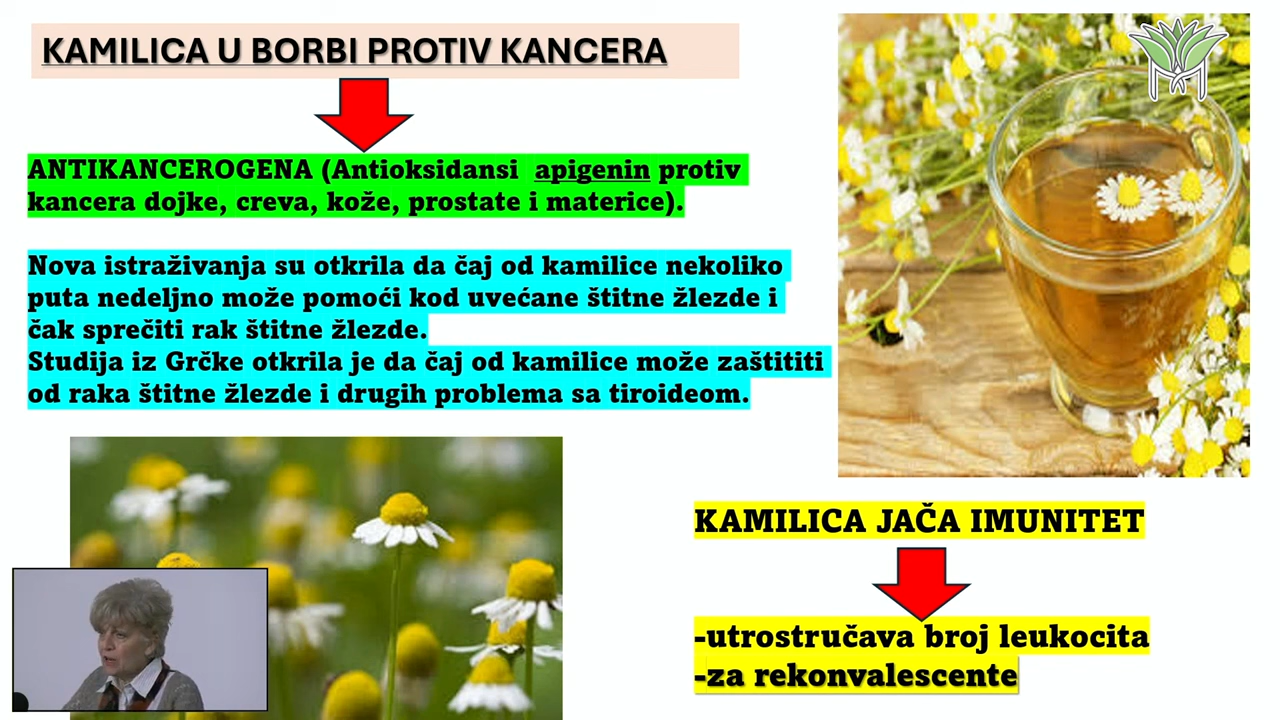 KAMILICA U BORBI PROTIV KANCERA
ANTIKANCEROGENA (Antioksidansi apigenin protiv
kancera dojke, creva, kože, prostate i materice).
Nova istraživanja su otkrila da čaj od kamilice nekoliko
puta nedeljno može pomoći kod uvećane štitne žlezde i
čak sprečiti rak štitne žlezde.
Studija iz Grčke otkrila je da čaj od kamilice može zaštititi
od raka štitne žlezde i drugih problema sa tiroideom.
KAMILICA JAČA IMUNITET
-utrostručava broj leukocita
-za rekonvalescente